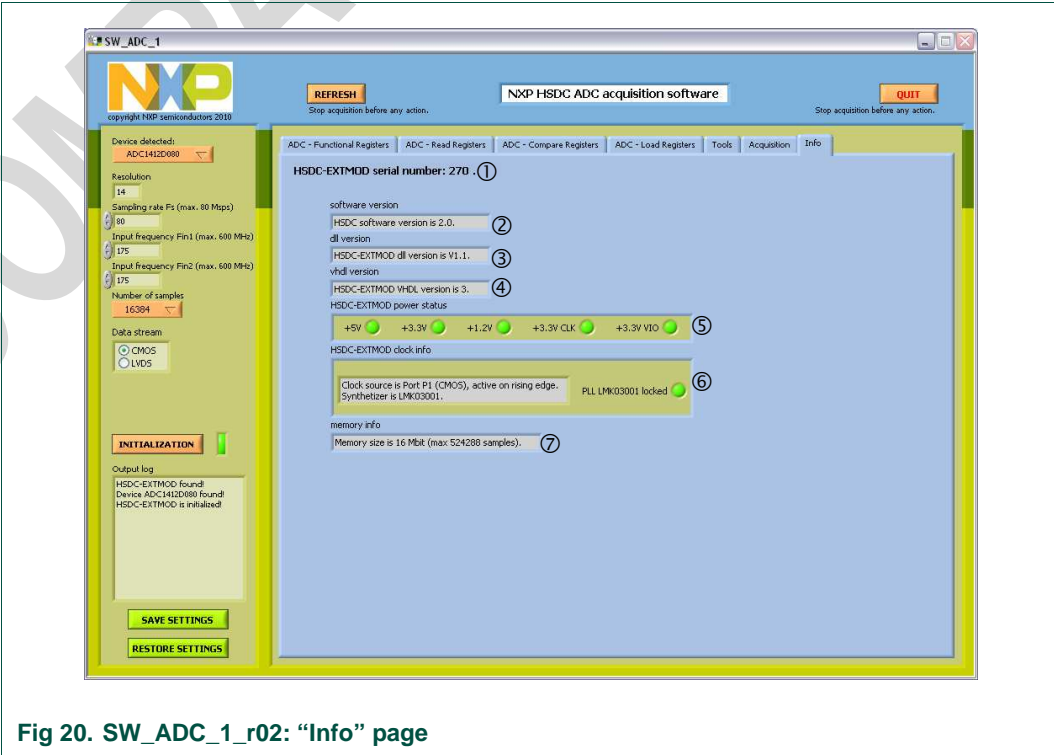 SW_ADC_1
NXP
copyright NXP semiconductors 2010
REFRESH
Stop acquisition before any action.
NXP HSDC ADC acquisition software
QUIT
Stop acquisition before any action.
Device detected:
ADC1412D080
Resolution
14
Sampling rate Fs (max. 80 Msps)
80
Input frequency Fin1 (max. 600 MHz)
175
Input frequency Fin2 (max. 600 MHz)
175
Number of samples
16384
Data stream
CMOS
LVDS
INITIALIZATION
Output log
HSDC-EXTMOD found!
Device ADC1412D080 found!
HSDC-EXTMOD is initialized!
SAVE SETTINGS
RESTORE SETTINGS
ADC - Functional Registers ADC - Read Registers ADC - Compare Registers ADC - Load Registers Tools Acquisition Info
HSDC-EXTMOD serial number: 270 . ①
software version
HSDC software version is 2.0. ②
dll version
HSDC-EXTMOD dll version is V1.1. ③
vhdl version
HSDC-EXTMOD VHDL version is 3. ④
HSDC-EXTMOD power status
+5V +3.3V +1.2V +3.3V CLK +3.3V VIO ⑤
HSDC-EXTMOD clock info
Clock source is Port P1 (CMOS), active on rising edge.
Synthetizer is LMK03001.
PLL LMK03001 locked ⑥
memory info
Memory size is 16 Mbit (max 524288 samples). ⑦
Fig 20. SW_ADC_1_r02: “Info” page